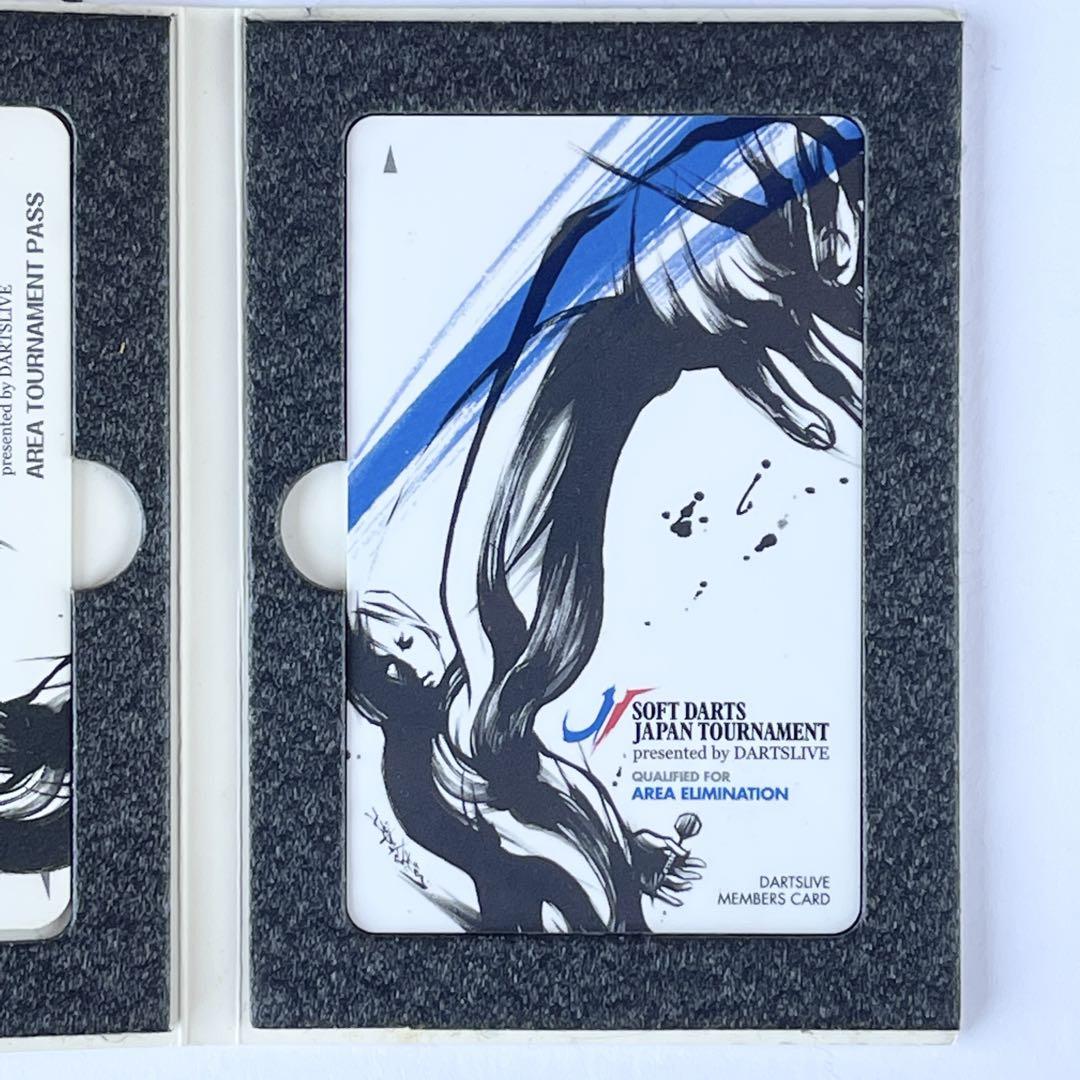 presented by DARTSLIVE
AREA TOURNAMENT PASS
SOFT DARTS
JAPAN TOURNAMENT
presented by DARTSLIVE
QUALIFIED FOR
AREA ELIMINATION
DARTSLIVE
MEMBERS CARD